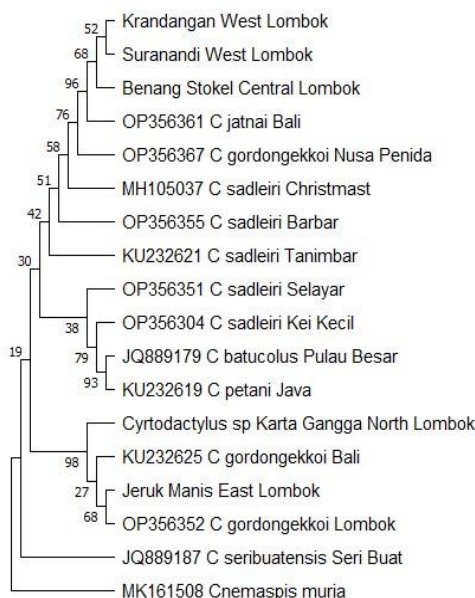 Krandangan West Lombok
52
Suranandi West Lombok
68
Benang Stokel Central Lombok
96
OP356361 C jatnai Bali
76
OP356367 C gordongekkoi Nusa Penida
58
MH105037 C sadleiri Christmast
51
OP356355 C sadleiri Barbar
42
KU232621 C sadleiri Tanimbar
30
OP356351 C sadleiri Selayar
38
OP356304 C sadleiri Kei Kecil
79
JQ889179 C batucolus Pulau Besar
19
93
KU232619 C petani Java
Cyrtodactylus sp Karta Gangga North Lombok
98
KU232625 C gordongekkoi Bali
27
Jeruk Manis East Lombok
68
OP356352 C gordongekkoi Lombok
JQ889187 C seribuatensis Seri Buat
MK161508 Cnemaspis muria